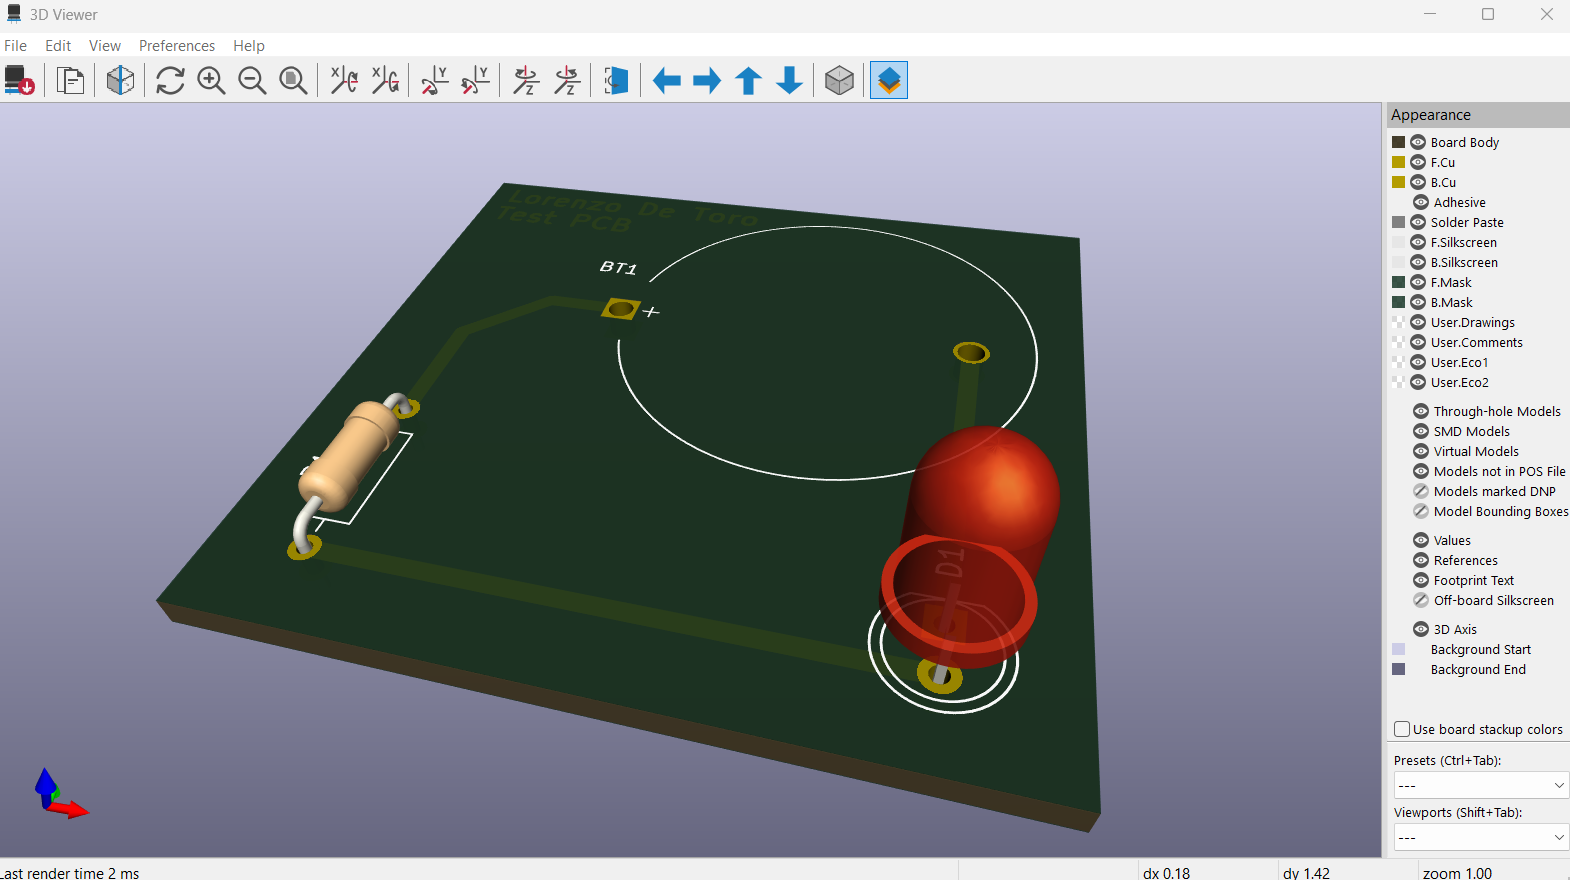 3D Viewer
File Edit View Preferences Help
X X Y Y Z Z
Appearance
Board Body
F.Cu
B.Cu
Adhesive
Solder Paste
F.Silkscreen
B.Silkscreen
F.Mask
B.Mask
User.Drawings
User.Comments
User.Eco1
User.Eco2
Through-hole Models
SMD Models
Virtual Models
Models not in POS File
Models marked DNP
Model Bounding Boxes
Values
References
Footprint Text
Off-board Silkscreen
3D Axis
Background Start
Background End
Use board stackup colors
Presets (Ctrl+Tab):
---
Viewports (Shift+Tab):
---
Lorenzo De Toro
Test PCB
BT1
+
D1
Last render time 2 ms
dx 0.18
dy 1.42
zoom 1.00